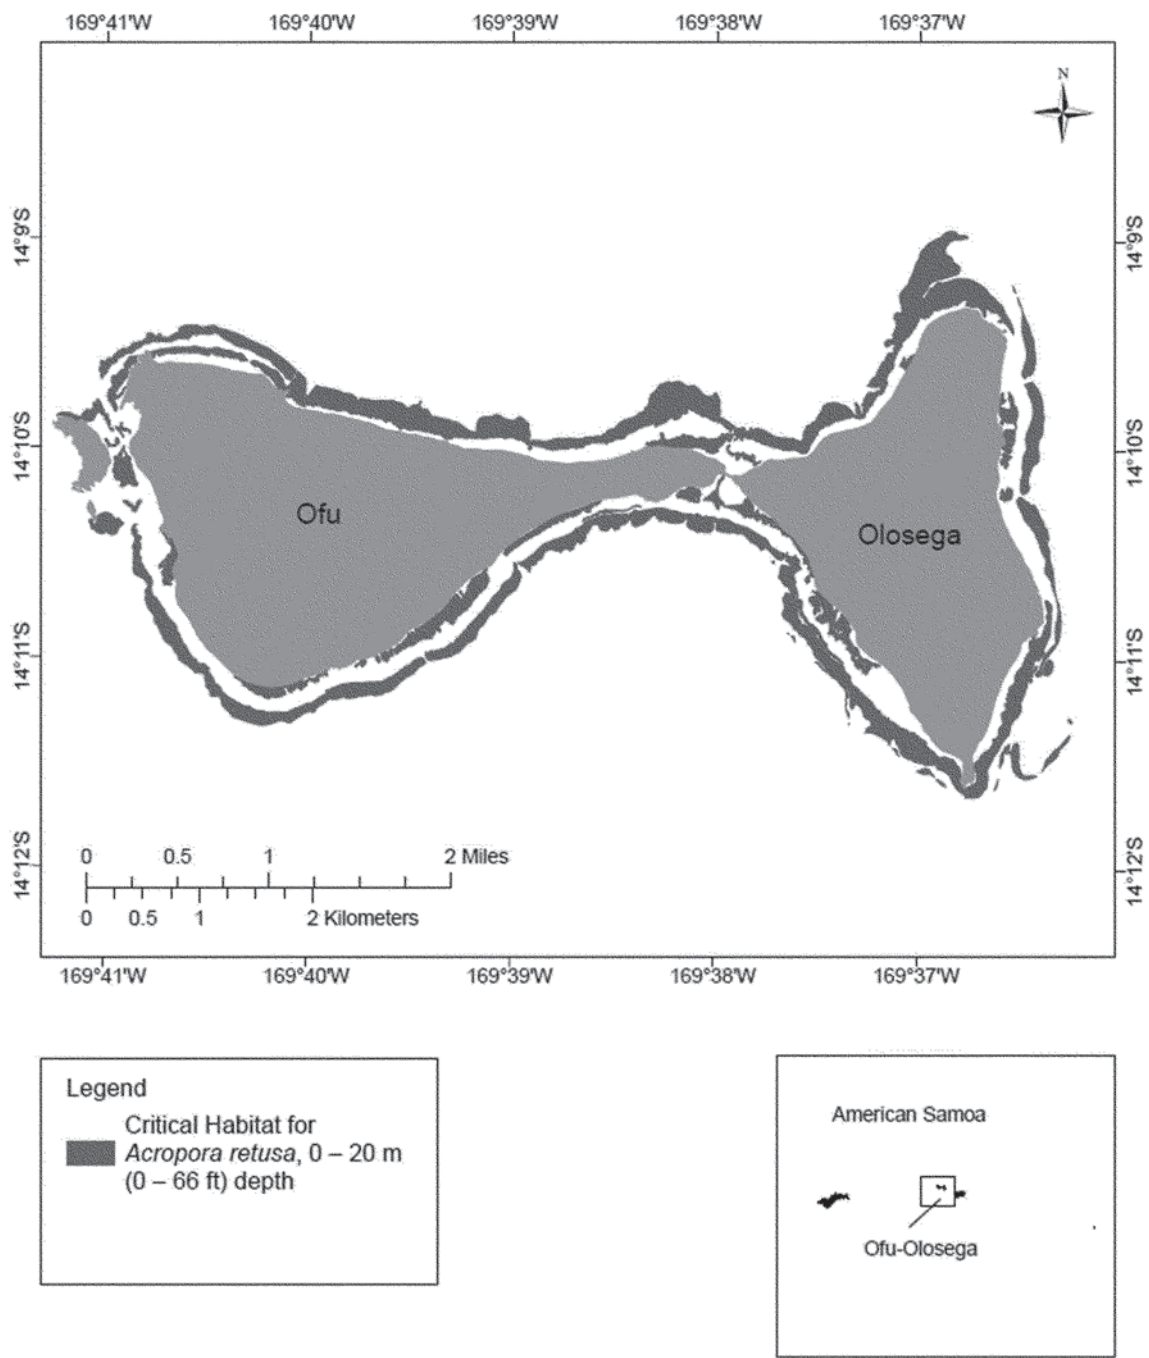 169°41'W 169°40'W 169°39'W 169°38'W 169°37'W
N
14°9'S 14°9'S
14°10'S 14°10'S
Ofu
Olosega
14°11'S 14°11'S
14°12'S 14°12'S
0 0.5 1 2 Miles
0 0.5 1 2 Kilometers
169°41'W 169°40'W 169°39'W 169°38'W 169°37'W
Legend
Critical Habitat for
Acropora retusa, 0 – 20 m
(0 – 66 ft) depth
American Samoa
Ofu-Olosega